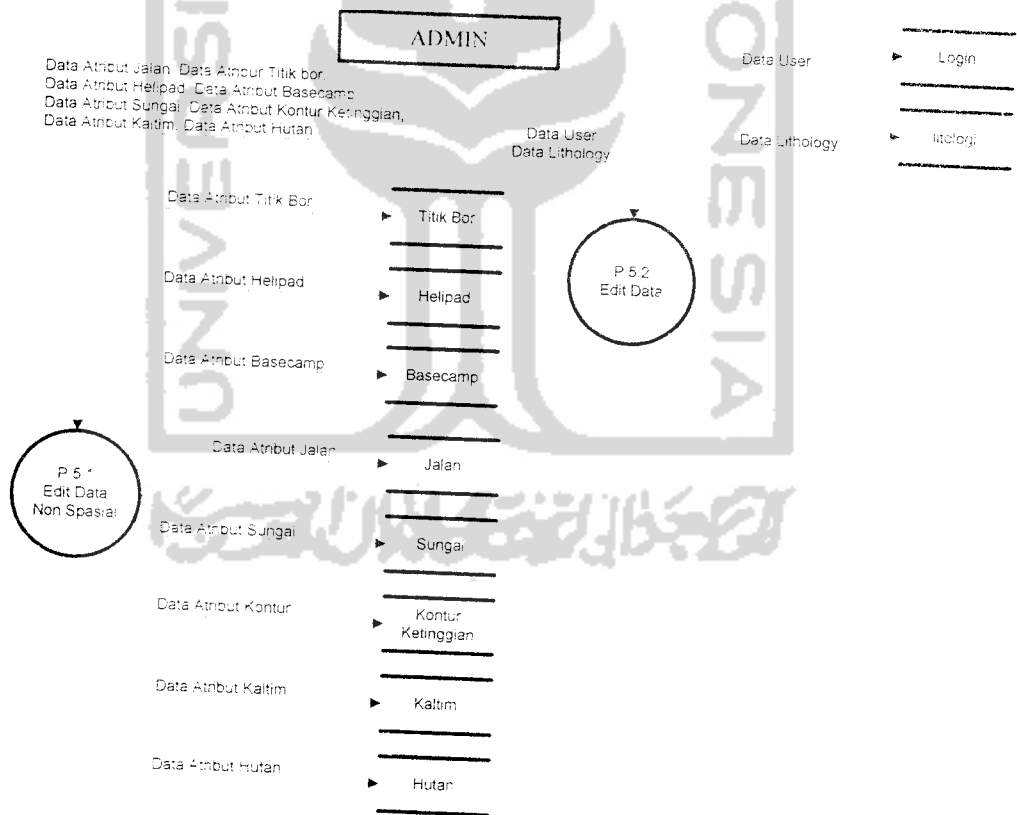 ADMIN
Data Atribut Jalan, Data Atribut Titik bor,
Data Atribut Helipad, Data Atribut Basecamp
Data Atribut Sungai, Data Atribut Kontur Ketinggian,
Data Atribut Kaltim, Data Atribut Hutan
Data User
Data Lithology
Data User
Login
Data Lithology
litologi
Data Atribut Titik Bor
Titik Bor
P 5.2
Edit Data
Data Atribut Helipad
Helipad
Data Atribut Basecamp
Basecamp
Data Atribut Jalan
Jalan
P 5.1
Edit Data
Non Spasial
Data Atribut Sungai
Sungai
Data Atribut Kontur
Kontur
Ketinggian
Data Atribut Kaltim
Kaltim
Data Atribut Hutan
Hutan